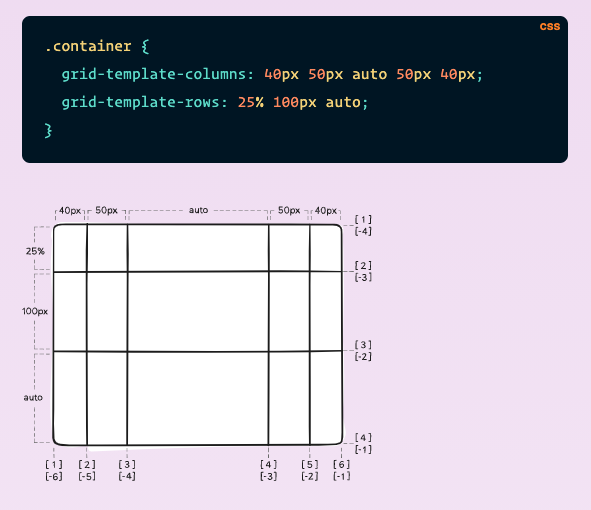 css
.container {
grid-template-columns: 40px 50px auto 50px 40px;
grid-template-rows: 25% 100px auto;
}
40px 50px auto 50px 40px
[1]
[-4]
25%
[2]
[-3]
100px
[3]
[-2]
auto
[4]
[-1]
[1] [2] [3] [4] [5] [6]
[-6] [-5] [-4] [-3] [-2] [-1]